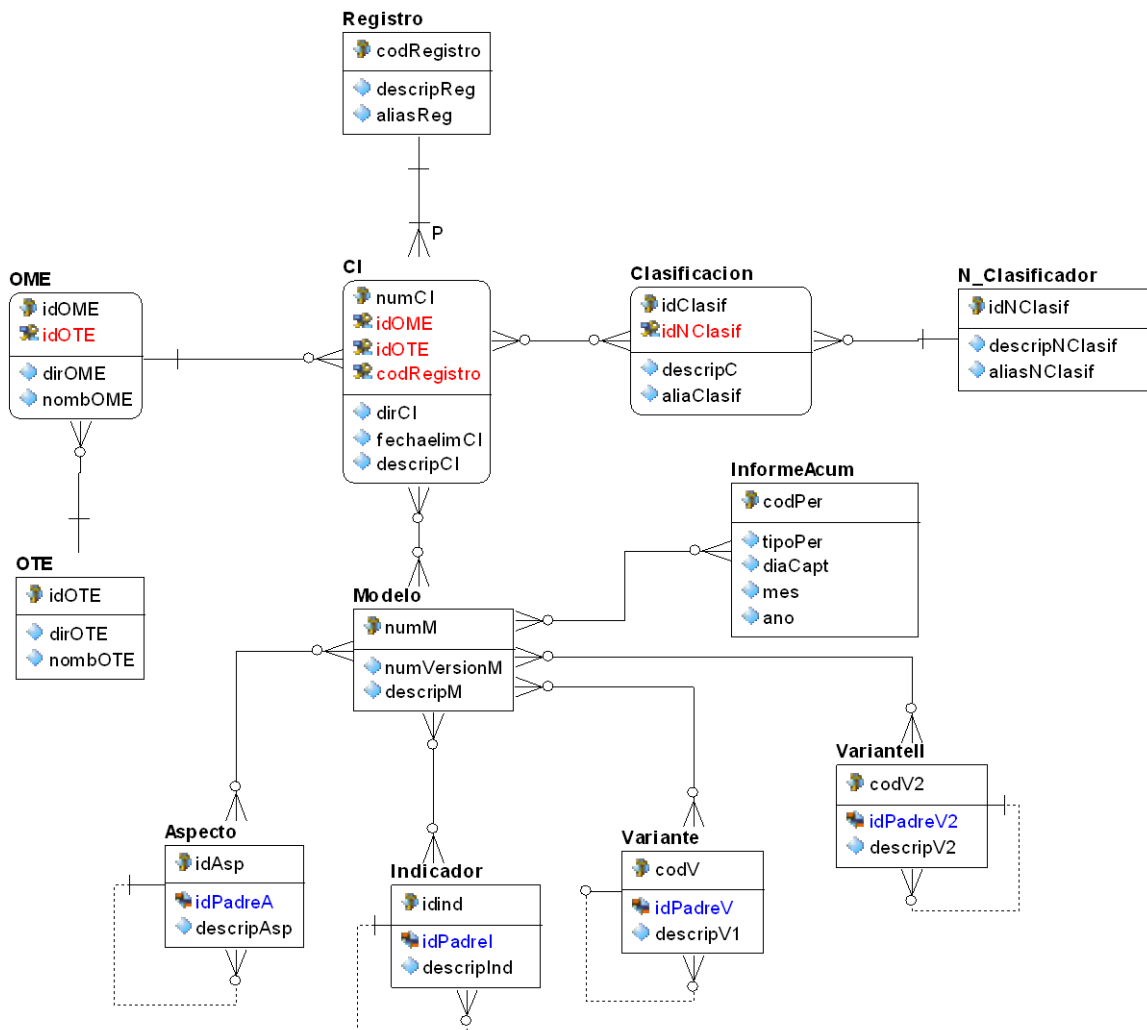 Registro
codRegistro
descripReg
aliasReg
P
OME
idOME
idOTE
dirOME
nombOME
CI
numCI
idOME
idOTE
codRegistro
dirCI
fechaelimCI
descripCI
Clasificacion
idClasif
idNClasif
descripC
aliaClasif
N_Clasificador
idNClasif
descripNClasif
aliasNClasif
InformeAcum
codPer
tipoPer
diaCapt
mes
ano
OTE
idOTE
dirOTE
nombOTE
Modelo
numM
numVersionM
descripM
VarianteII
codV2
idPadreV2
descripV2
Aspecto
idAsp
idPadreA
descripAsp
Indicador
idInd
idPadreI
descripInd
Variante
codV
idPadreV
descripV1